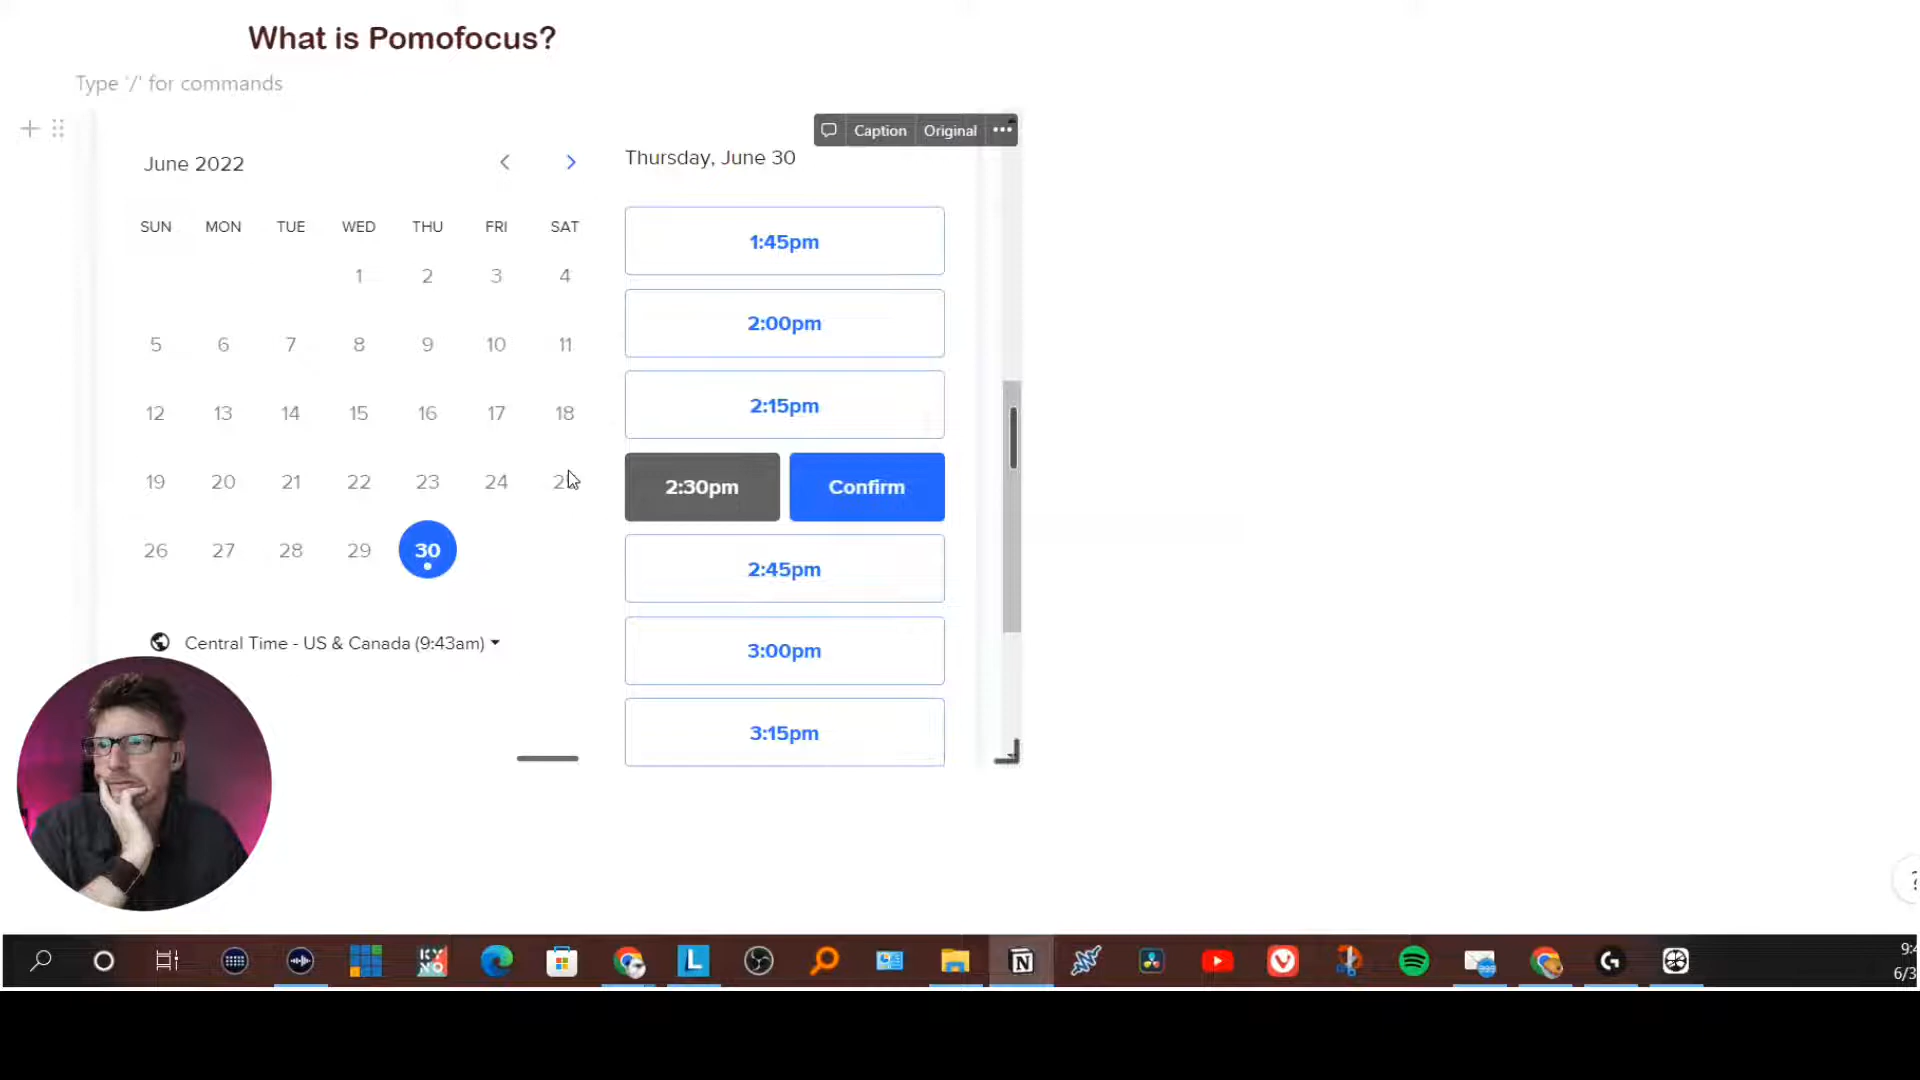 What is Pomofocus?
Type '/' for commands
Caption Original
June 2022
Thursday, June 30
SUN MON TUE WED THU FRI SAT
1 2 3 4
5 6 7 8 9 10 11
12 13 14 15 16 17 18
19 20 21 22 23 24
26 27 28 29 30
Central Time - US & Canada (9:43am)
1:45pm
2:00pm
2:15pm
2:30pm Confirm
2:45pm
3:00pm
3:15pm
?
KY
NO
L
N